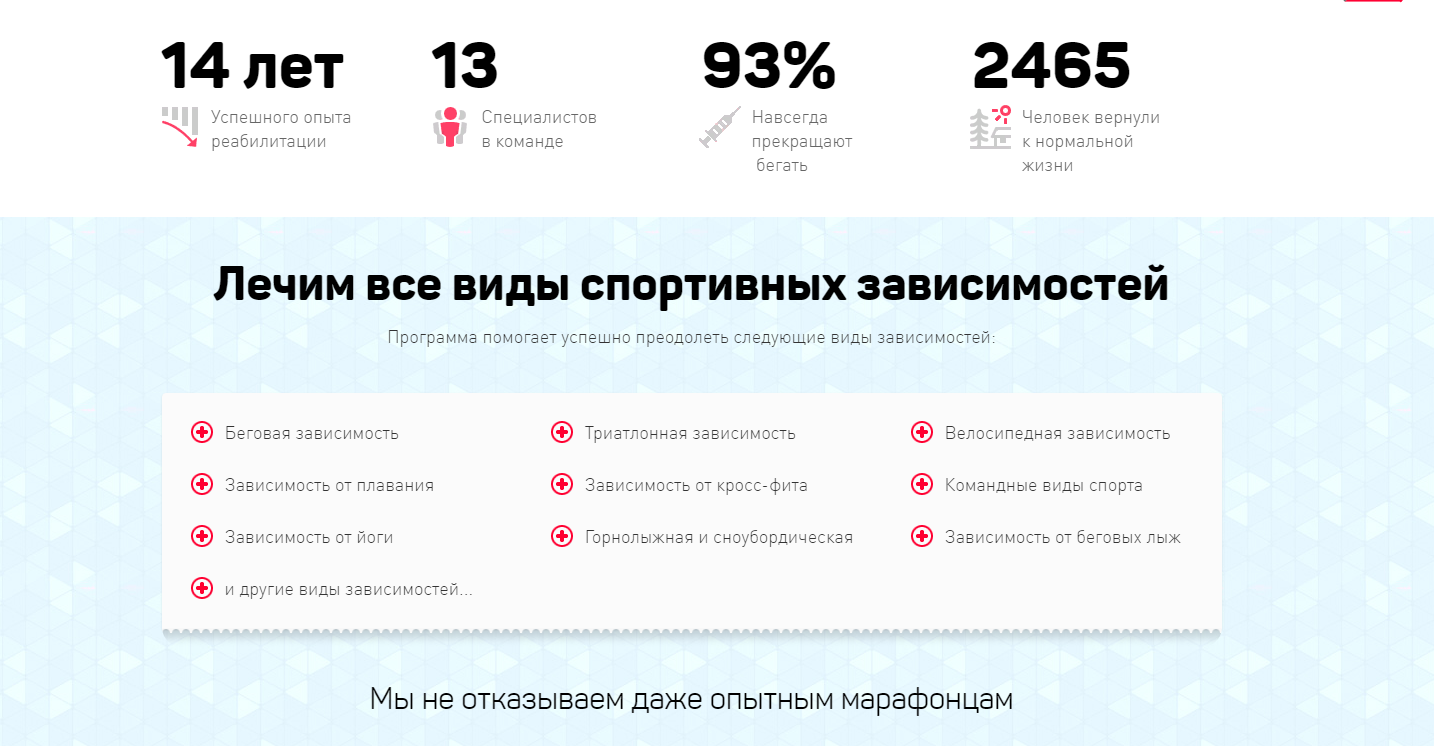 14 лет
Успешного опыта
реабилитации
13
Специалистов
в команде
93%
Навсегда
прекращают
бегать
2465
Человек вернули
к нормальной
жизни
Лечим все виды спортивных зависимостей
Программа помогает успешно преодолеть следующие виды зависимостей:
Беговая зависимость
Триатлонная зависимость
Велосипедная зависимость
Зависимость от плавания
Зависимость от кросс-фита
Командные виды спорта
Зависимость от йоги
Горнолыжная и сноубордическая
Зависимость от беговых лыж
и другие виды зависимостей...
Мы не отказываем даже опытным марафонцам